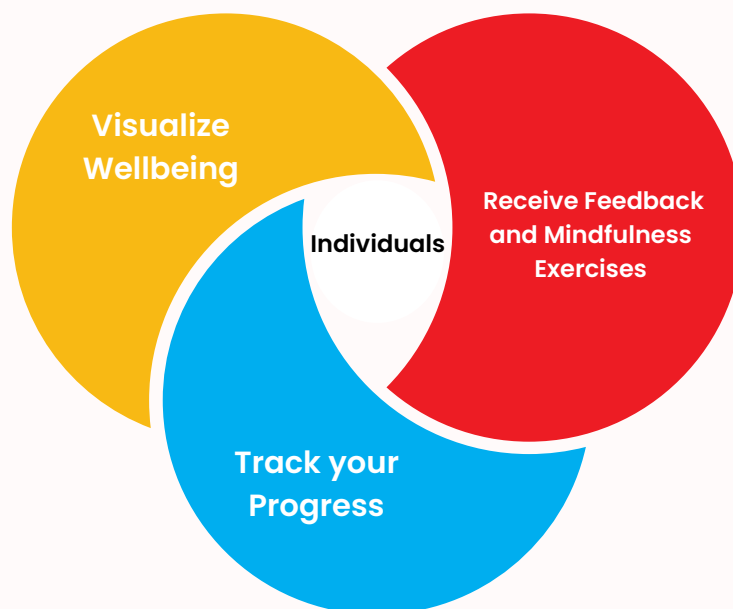 Visualize
Wellbeing
Receive Feedback
and Mindfulness
Exercises
Individuals
Track your
Progress